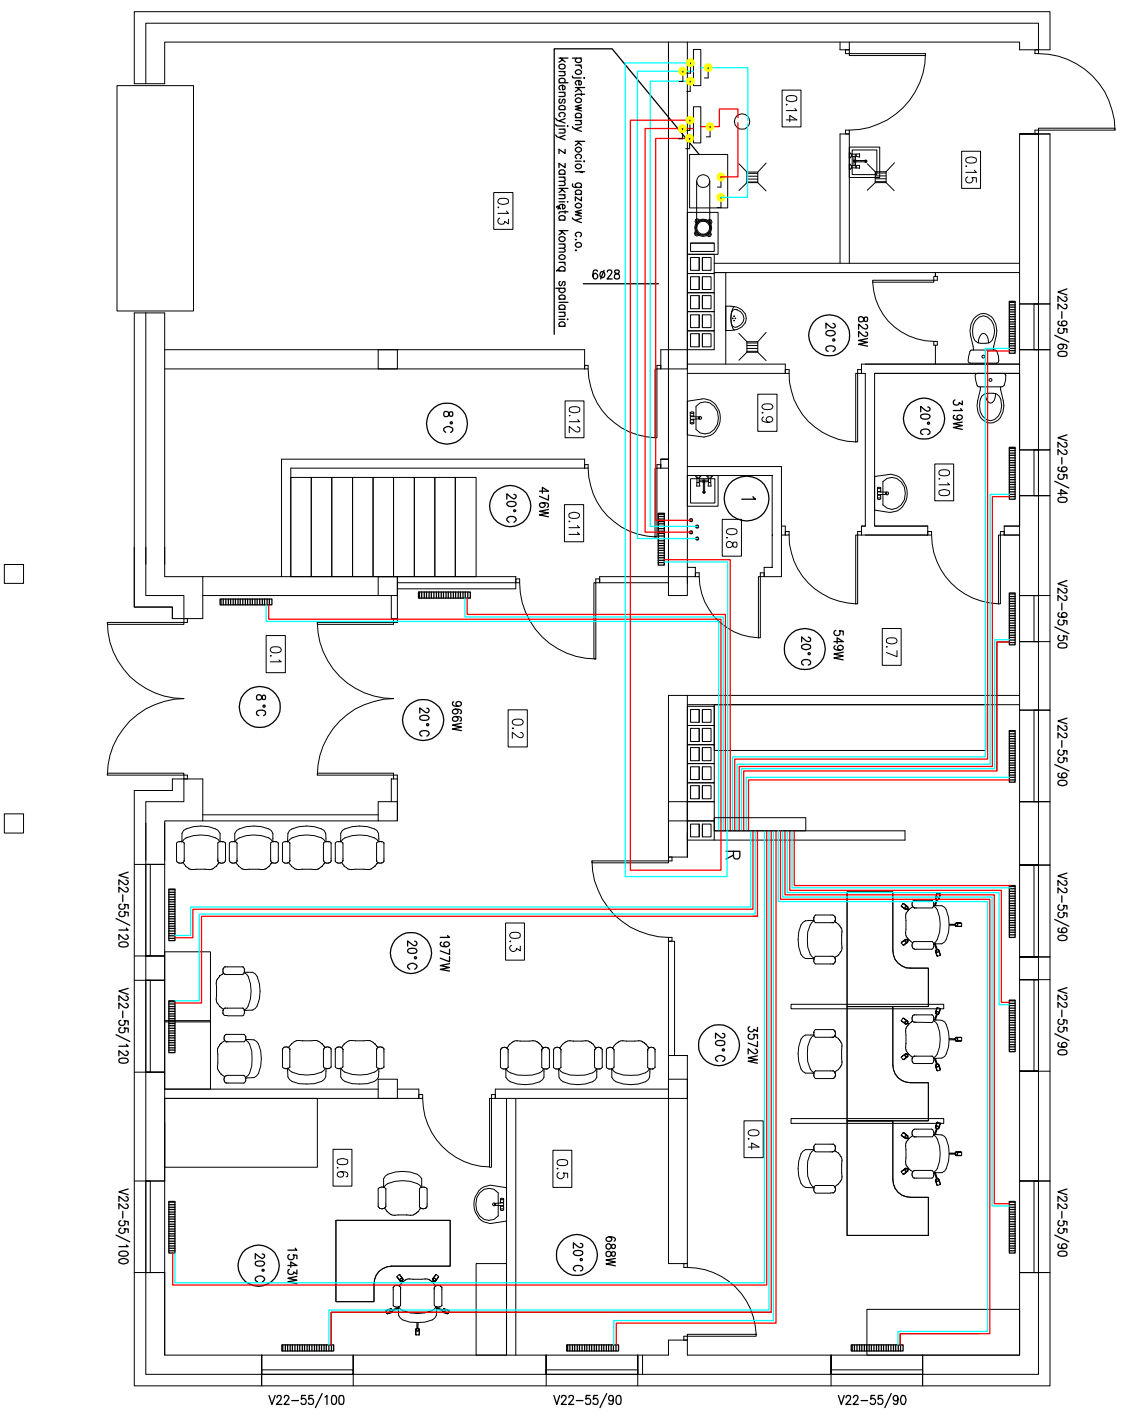 projektowany kocioł gazowy c.o.
kondensacyjny z zamknięta komorą spalania
6ø28
0.13
0.14
0.15
822W
20°C
V22-95/60
0.9
319W
20°C
0.10
V22-95/40
0.12
8°C
476W
20°C
0.11
1
0.8
549W
20°C
0.7
V22-95/50
0.1
8°C
966W
20°C
0.2
V22-55/90
R
V22-55/120
V22-55/120
0.3
1977W
20°C
3572W
20°C
0.4
V22-55/90
V22-55/90
V22-55/90
0.6
1543W
20°C
0.5
688W
20°C
V22-55/100
V22-55/100
V22-55/90
V22-55/90